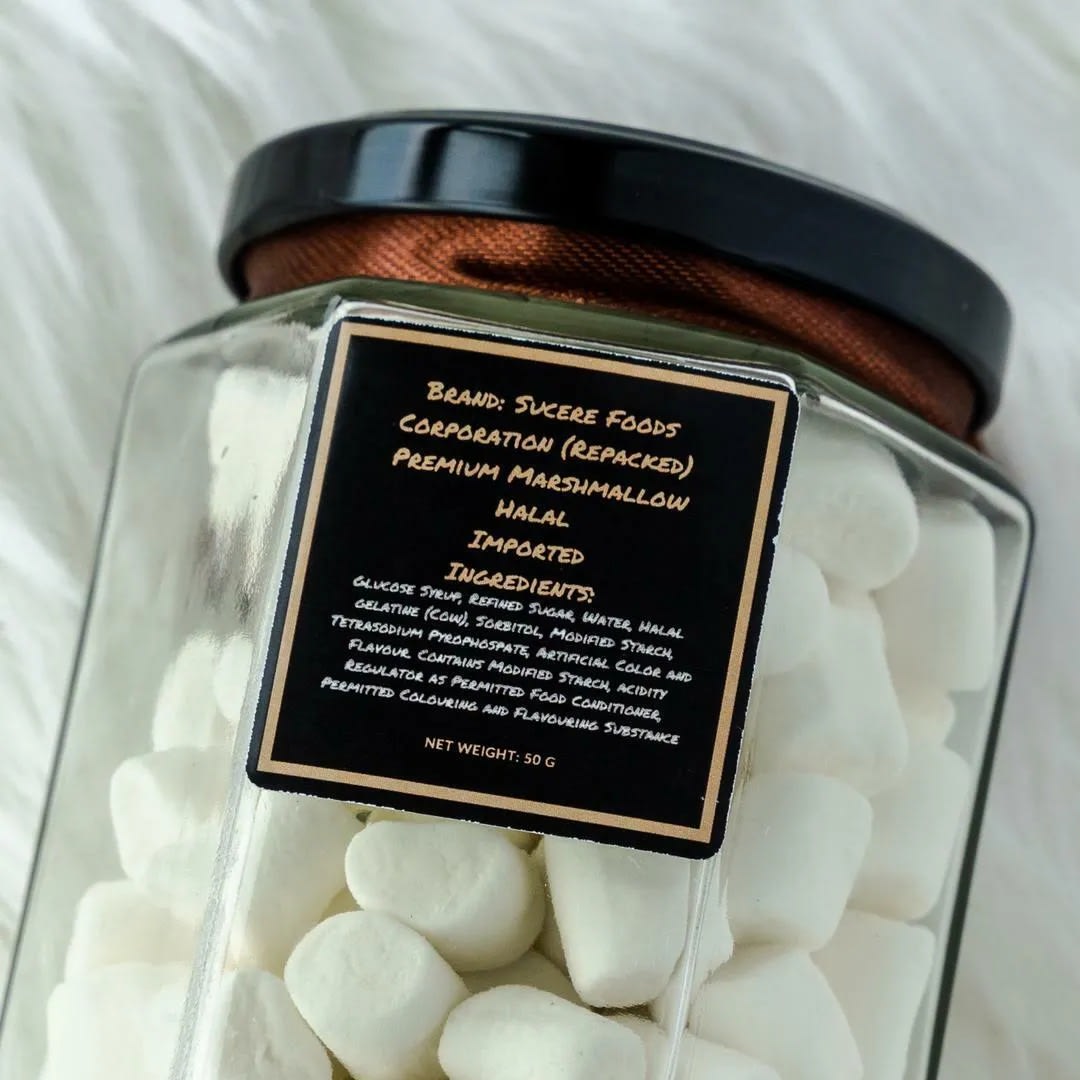 Brand: Sucere Foods
Corporation (Repacked)
Premium Marshmallow
Halal
Imported
Ingredients:
Glucose Syrup, Refined Sugar, Water, Halal
gelatine (Cow), Sorbitol, Modified Starch,
Tetrasodium Pyrophospate, Artificial Color and
Flavour. Contains Modified Starch, acidity
Regulator as Permitted Food Conditioner,
Permitted Colouring and Flavouring Substance
NET WEIGHT: 50 G